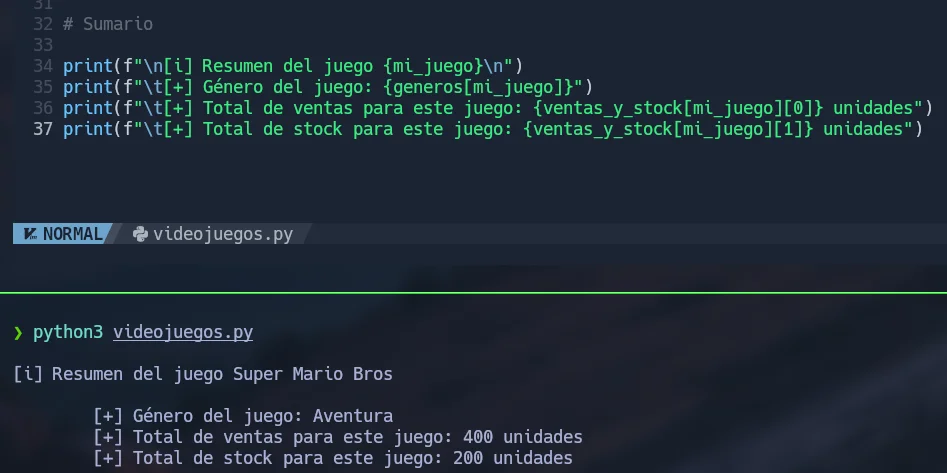 31
32 # Sumario
33
34 print(f"\n[i] Resumen del juego {mi_juego}\n")
35 print(f"\t[+] Género del juego: {generos[mi_juego]}")
36 print(f"\t[+] Total de ventas para este juego: {ventas_y_stock[mi_juego][0]} unidades")
37 print(f"\t[+] Total de stock para este juego: {ventas_y_stock[mi_juego][1]} unidades")
NORMAL videojuegos.py
❯ python3 videojuegos.py
[i] Resumen del juego Super Mario Bros
[+] Género del juego: Aventura
[+] Total de ventas para este juego: 400 unidades
[+] Total de stock para este juego: 200 unidades